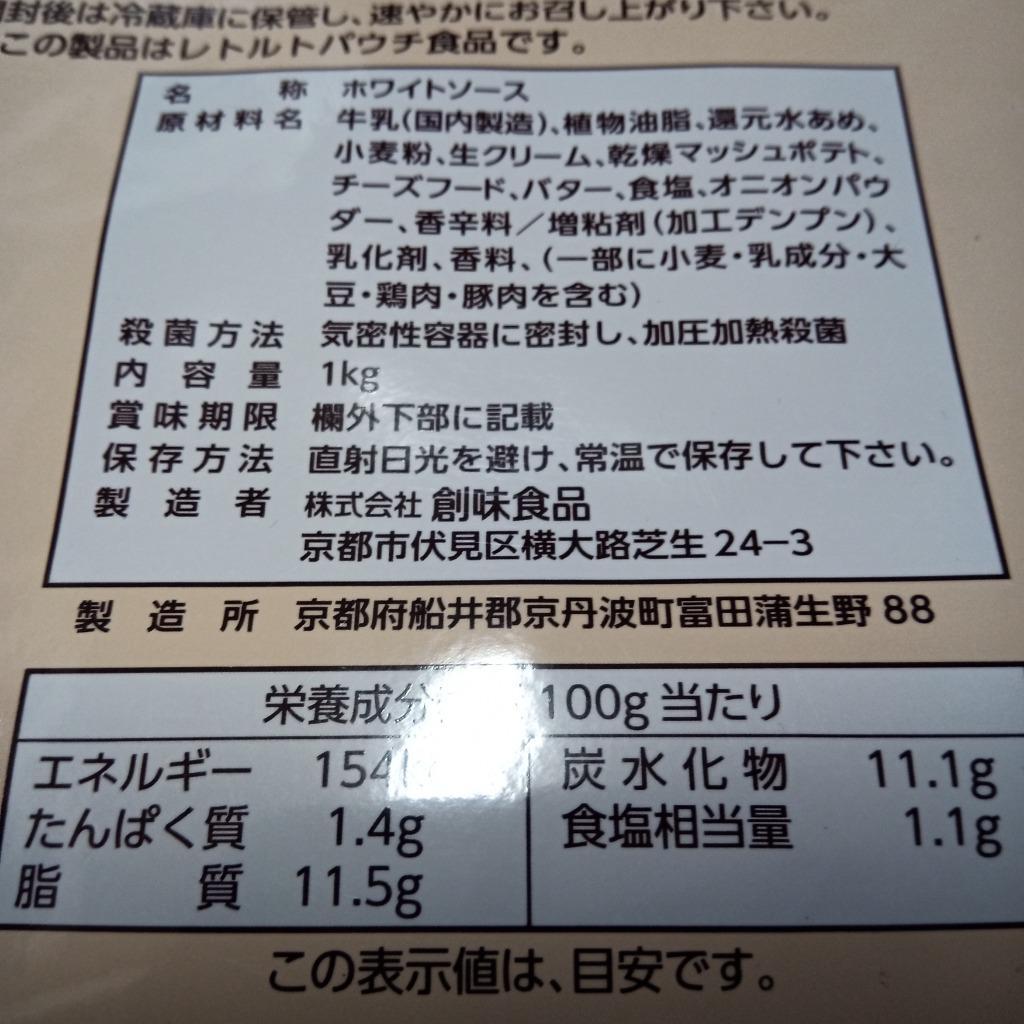 封後は冷蔵庫に保管し、速やかにお召し上がり下さい。
この製品はレトルトパウチ食品です。
名称 ホワイトソース
原材料名 牛乳(国内製造)、植物油脂、還元水あめ、
小麦粉、生クリーム、乾燥マッシュポテト、
チーズフード、バター、食塩、オニオンパウ
ダー、香辛料／増粘剤(加工デンプン)、
乳化剤、香料、(一部に小麦・乳成分・大
豆・鶏肉・豚肉を含む)
殺菌方法 気密性容器に密封し、加圧加熱殺菌
内容量 1kg
賞味期限 欄外下部に記載
保存方法 直射日光を避け、常温で保存して下さい。
製造者 株式会社 創味食品
京都市伏見区横大路芝生24－3
製造所 京都府船井郡京丹波町富田蒲生野88
栄養成分 100g当たり
エネルギー 154 炭水化物 11.1g
たんぱく質 1.4g 食塩相当量 1.1g
脂質 11.5g
この表示値は、目安です。